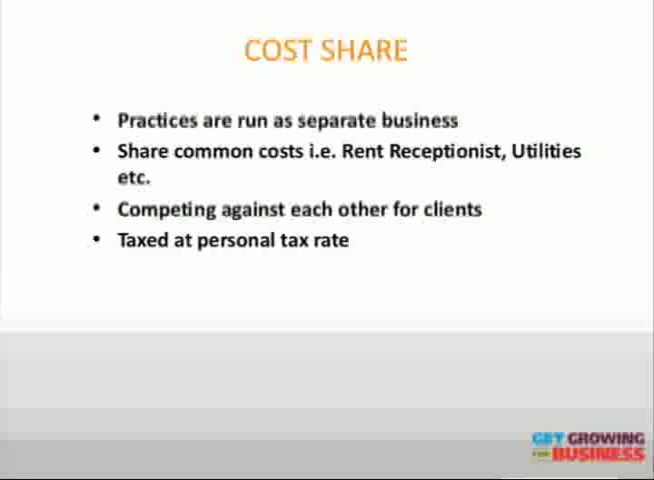 COST SHARE
• Practices are run as separate business
• Share common costs i.e. Rent Receptionist, Utilities
etc.
• Competing against each other for clients
• Taxed at personal tax rate
GET GROWING
FOR BUSINESS